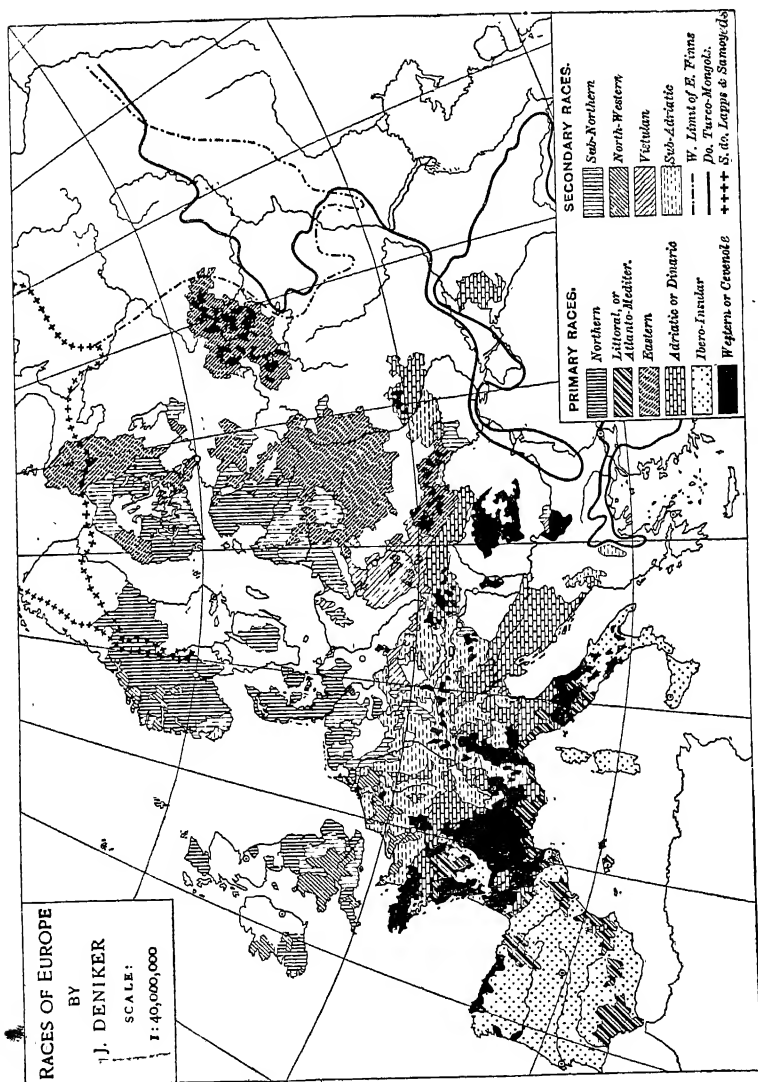 RACES OF EUROPE
BY
J. DENIKER
SCALE:
1:40,000,000
PRIMARY RACES.
Northern
Littoral, or
Atlanto-Mediter.
Eastern
Adriatic or Dinaric
Ibero-Insular
Western or Cevenole
SECONDARY RACES.
Sub-Northern
North-Western
Vistulan
Sub-Adriatic
W. Limit of E. Finns
Do. Turco-Mongols.
S. do. Lapps & Samoyeds